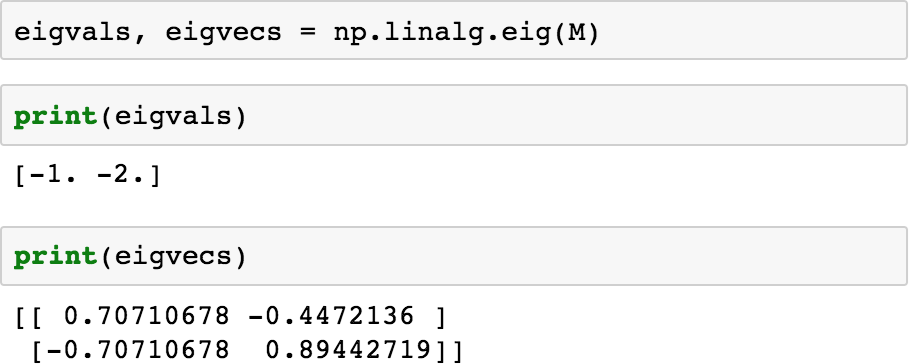 eigvals, eigvecs = np.linalg.eig(M)
print(eigvals)
[-1. -2.]
print(eigvecs)
[[ 0.70710678 -0.4472136 ]
 [-0.70710678  0.89442719]]